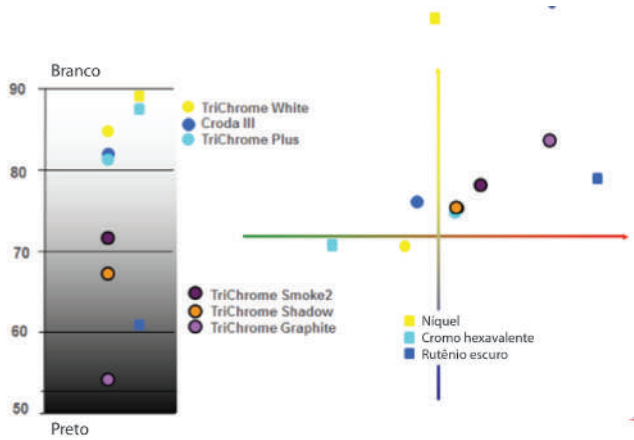 Branco
90
80
70
60
50
Preto
TriChrome White
Croda III
TriChrome Plus
TriChrome Smoke2
TriChrome Shadow
TriChrome Graphite
Níquel
Cromo hexavalente
Rutênio escuro